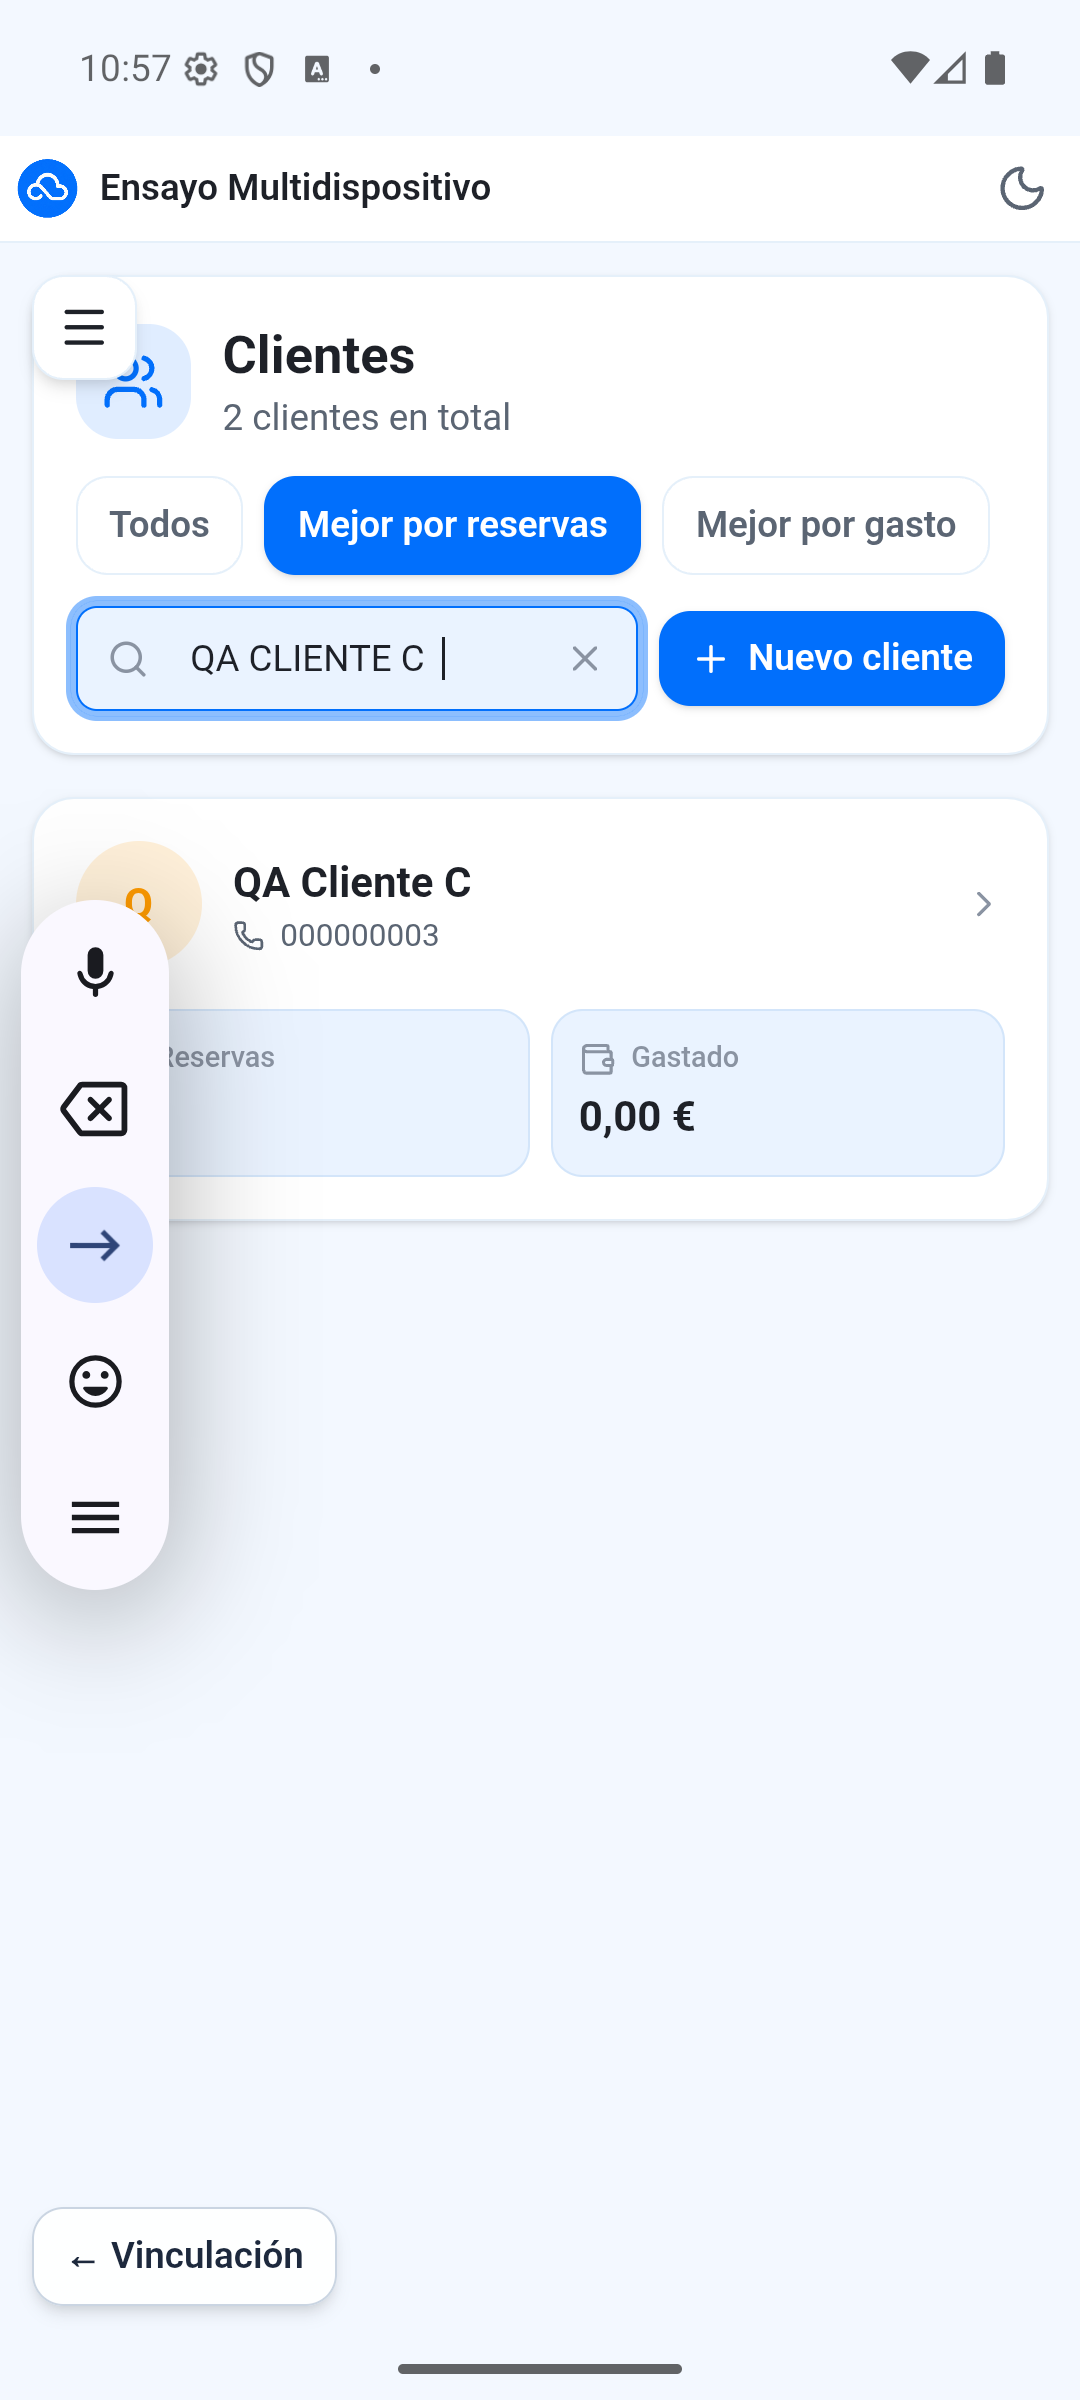 10:57
Ensayo Multidispositivo
Clientes
2 clientes en total
Todos
Mejor por reservas
Mejor por gasto
QA CLIENTE C
Nuevo cliente
Q
QA Cliente C
000000003
Reservas
Gastado
0,00 €
← Vinculación